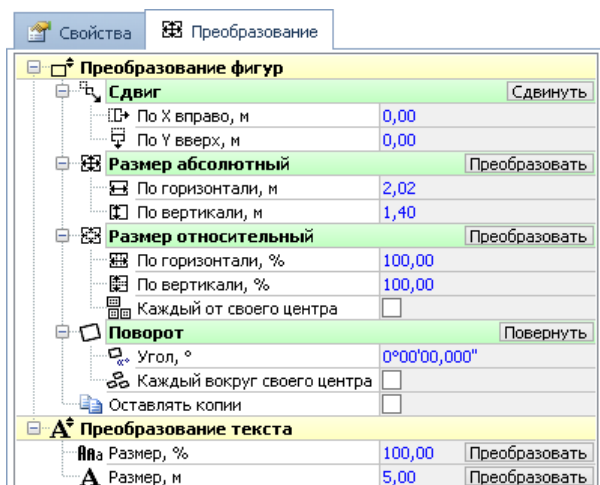 Свойства Преобразование
Преобразование фигур
Сдвиг Сдвинуть
По X вправо, м 0,00
По Y вверх, м 0,00
Размер абсолютный Преобразовать
По горизонтали, м 2,02
По вертикали, м 1,40
Размер относительный Преобразовать
По горизонтали, % 100,00
По вертикали, % 100,00
Каждый от своего центра
Поворот Повернуть
Угол, ° 0°00'00,000"
Каждый вокруг своего центра
Оставлять копии
Преобразование текста
Размер, % 100,00 Преобразовать
Размер, м 5,00 Преобразовать